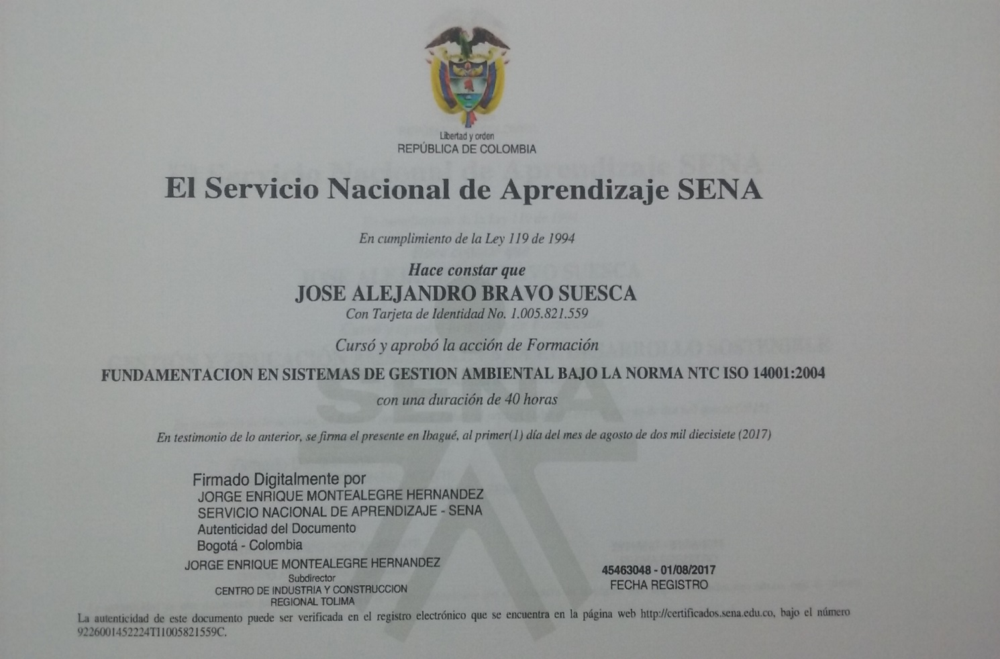 Libertad y orden
REPÚBLICA DE COLOMBIA
El Servicio Nacional de Aprendizaje SENA
En cumplimiento de la Ley 119 de 1994
Hace constar que
JOSE ALEJANDRO BRAVO SUESCA
Con Tarjeta de Identidad No. 1.005.821.559
Cursó y aprobó la acción de Formación
FUNDAMENTACION EN SISTEMAS DE GESTION AMBIENTAL BAJO LA NORMA NTC ISO 14001:2004
con una duración de 40 horas
SENA
En testimonio de lo anterior, se firma el presente en Ibagué, al primer(1) día del mes de agosto de dos mil diecisiete (2017)
Firmado Digitalmente por
JORGE ENRIQUE MONTEALEGRE HERNANDEZ
SERVICIO NACIONAL DE APRENDIZAJE - SENA
Autenticidad del Documento
Bogotá - Colombia
JORGE ENRIQUE MONTEALEGRE HERNANDEZ
Subdirector
CENTRO DE INDUSTRIA Y CONSTRUCCION
REGIONAL TOLIMA
45463048 - 01/08/2017
FECHA REGISTRO
La autenticidad de este documento puede ser verificada en el registro electrónico que se encuentra en la página web http://certificados.sena.edu.co, bajo el número
9226001452224TI1005821559C.